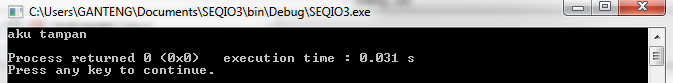 C:\Users\GANTENG\Documents\SEQIO3\bin\Debug\SEQIO3.exe
aku tampan
Process returned 0 (0x0)   execution time : 0.031 s
Press any key to continue.